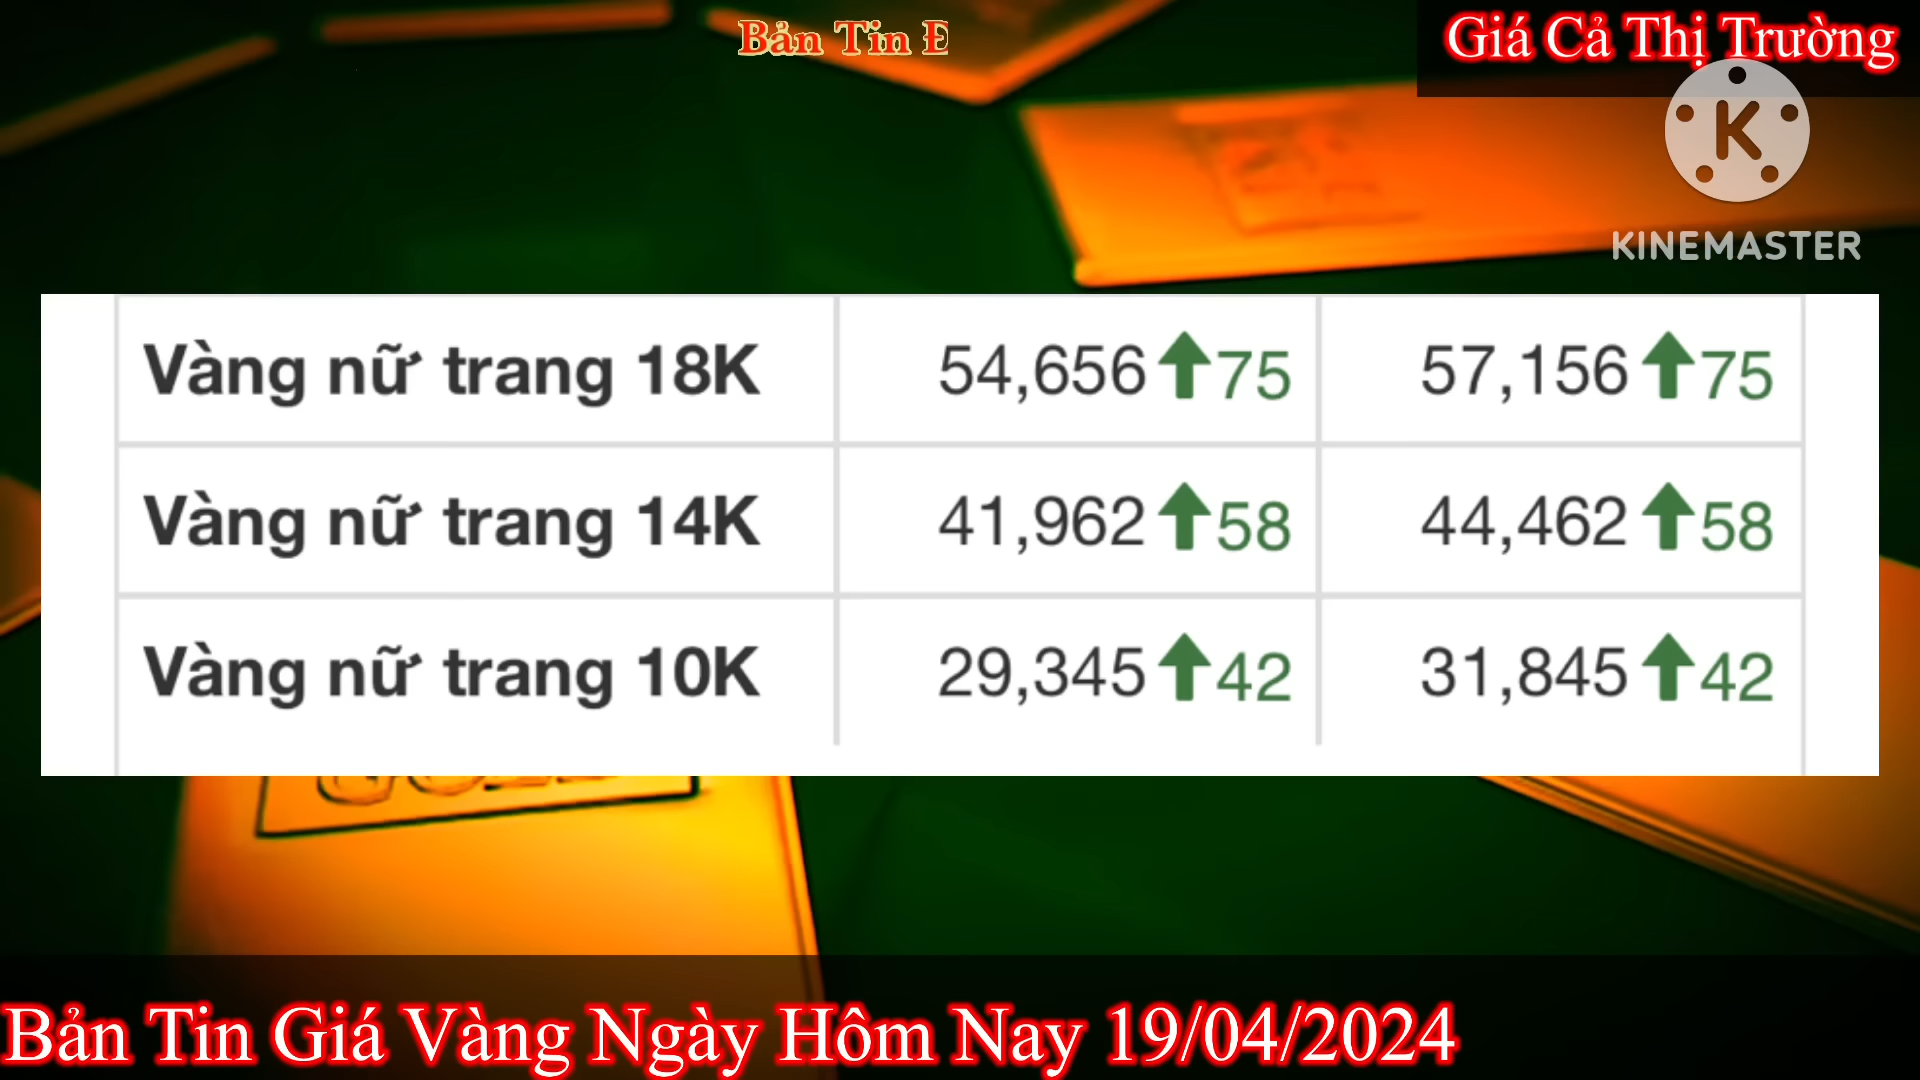 Bản Tin Đ
Giá Cả Thị Trường
K
KINEMASTER
Vàng nữ trang 18K 54,656 ⬆75 57,156 ⬆75
Vàng nữ trang 14K 41,962 ⬆58 44,462 ⬆58
Vàng nữ trang 10K 29,345 ⬆42 31,845 ⬆42
Bản Tin Giá Vàng Ngày Hôm Nay 19/04/2024